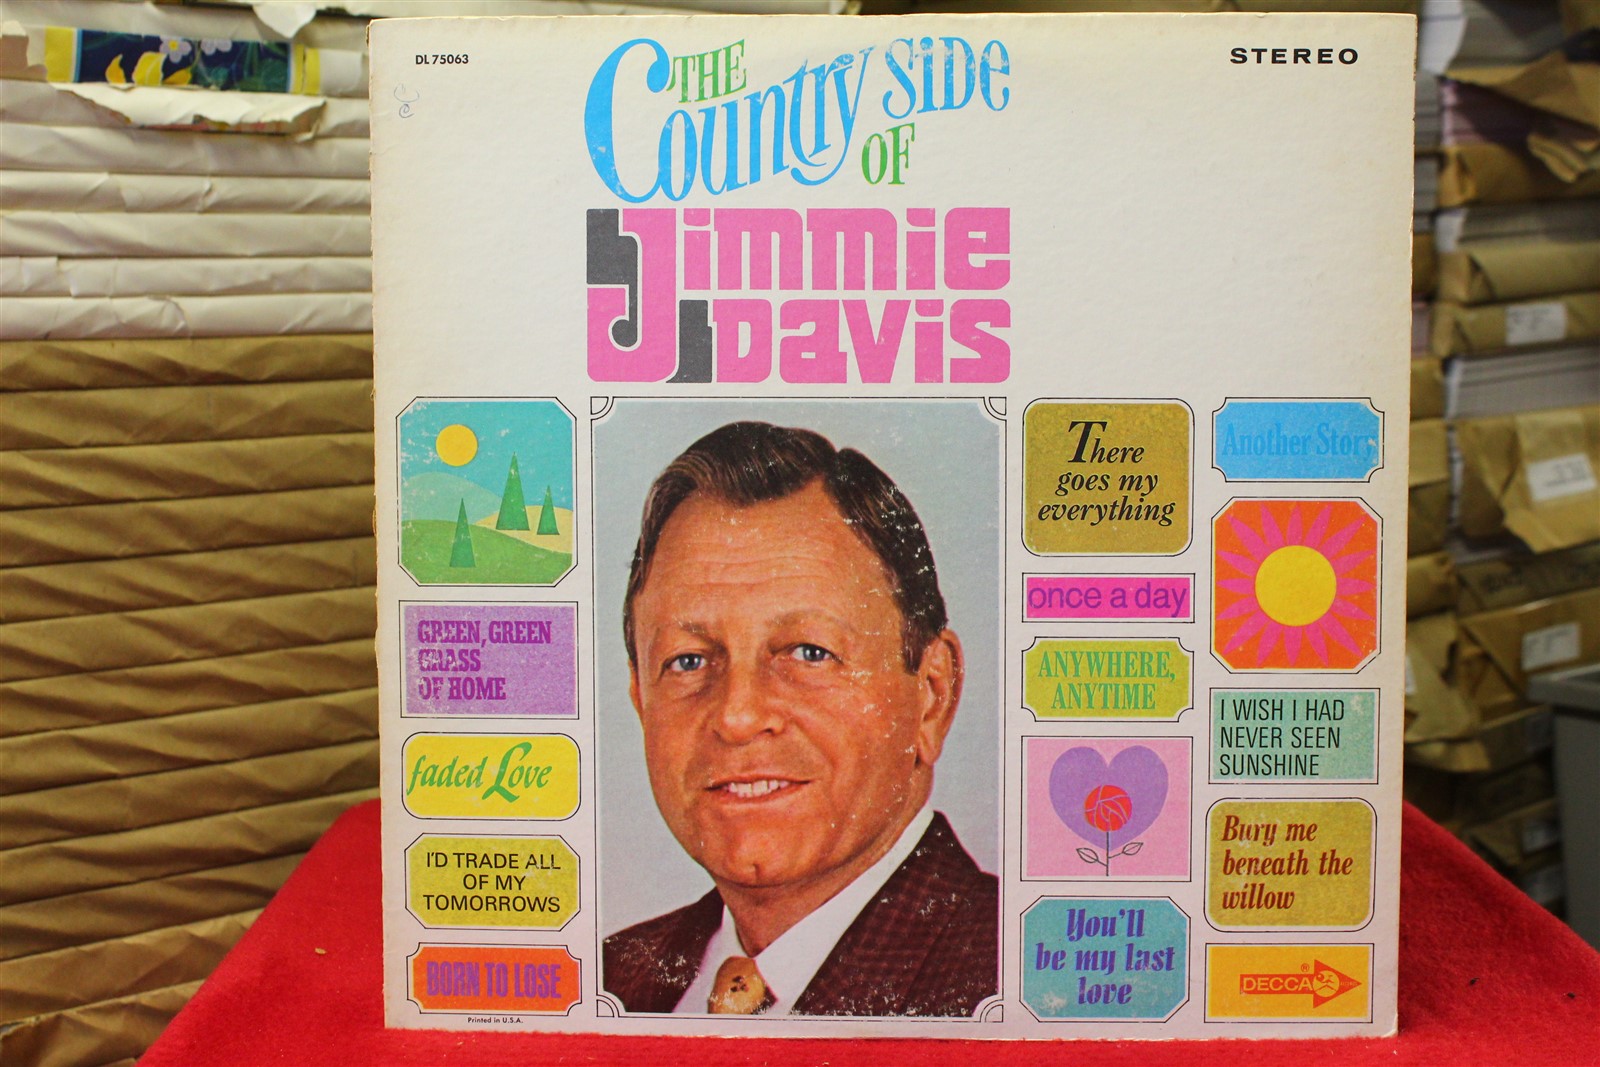 DL 75063
STEREO
THE
Country SiDE
OF
Jimmie
Davis
GREEN, GREEN
GRASS
OF HOME
faded Love
I'D TRADE ALL
OF MY
TOMORROWS
BORN TO LOSE
Printed in U.S.A.
There
goes my
everything
once a day
ANYWHERE,
ANYTIME
You'll
be my last
love
Another Story
I WISH I HAD
NEVER SEEN
SUNSHINE
Bury me
beneath the
willow
DECCA ®